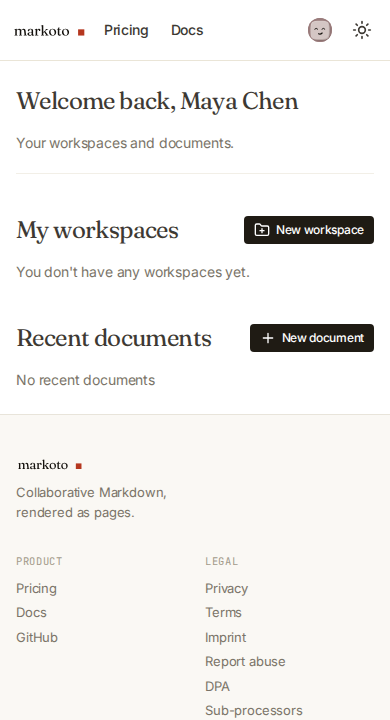 markoto
Pricing
Docs
Welcome back, Maya Chen
Your workspaces and documents.
My workspaces
New workspace
You don't have any workspaces yet.
Recent documents
New document
No recent documents
markoto
Collaborative Markdown,
rendered as pages.
PRODUCT
Pricing
Docs
GitHub
LEGAL
Privacy
Terms
Imprint
Report abuse
DPA
Sub-processors